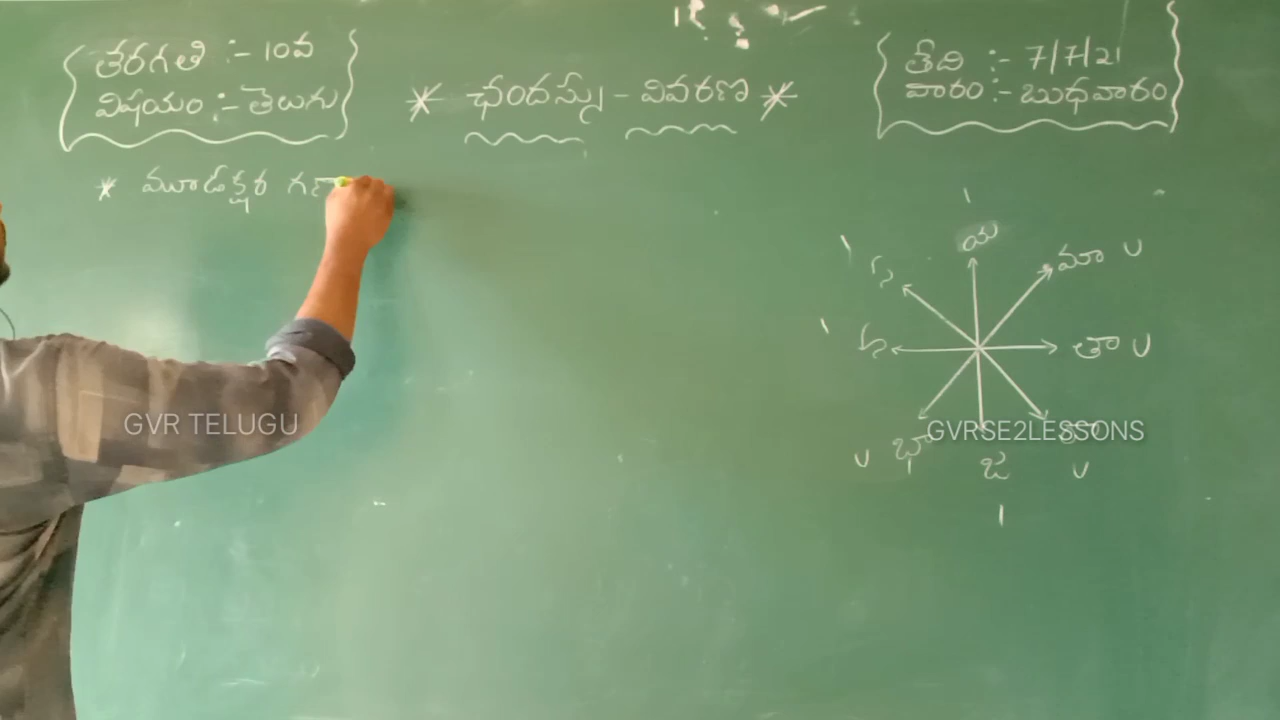 తరగతి :- 10వ
విషయం :- తెలుగు
* ఛందస్సు - వివరణ *
తేది :- 7/7/21
వారం :- బుధవారం
* మూడక్షర గణ
య
మా U
తా U
U
జ
భా U
న
స
GVR TELUGU
GVRSE2LESSONS